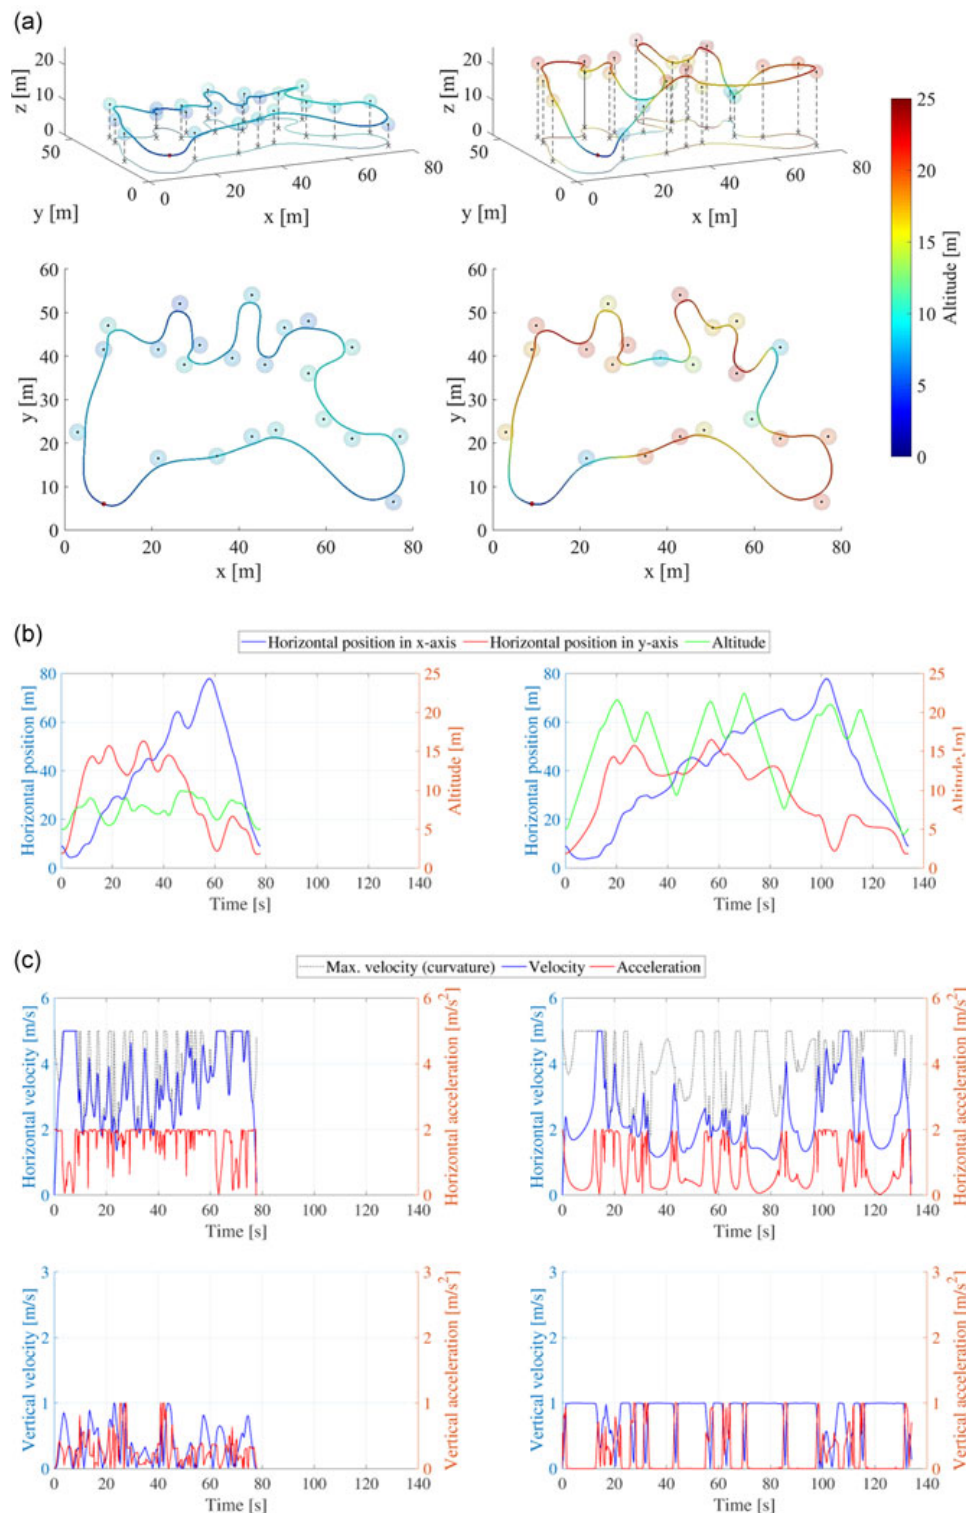 (a)
z [m]
20
10
0
50
0
y [m]
0
20
40
60
80
x [m]
z [m]
20
10
0
50
0
y [m]
0
20
40
60
80
x [m]
25
20
15
10
5
0
Altitude [m]
y [m]
60
50
40
30
20
10
0
0
20
40
60
80
x [m]
y [m]
60
50
40
30
20
10
0
0
20
40
60
80
x [m]
(b)
Horizontal position in x-axis Horizontal position in y-axis Altitude
Horizontal position [m]
80
60
40
20
0
25
20
15
10
5
0
Altitude [m]
0 20 40 60 80 100 120 140
Time [s]
Horizontal position [m]
80
60
40
20
0
25
20
15
10
5
0
Altitude [m]
0 20 40 60 80 100 120 140
Time [s]
(c)
Max. velocity (curvature) Velocity Acceleration
Horizontal velocity [m/s]
6
4
2
0
6
4
2
0
Horizontal acceleration [m/s²]
0 20 40 60 80 100 120 140
Time [s]
Horizontal velocity [m/s]
6
4
2
0
6
4
2
0
Horizontal acceleration [m/s²]
0 20 40 60 80 100 120 140
Time [s]
Vertical velocity [m/s]
3
2
1
0
3
2
1
0
Vertical acceleration [m/s²]
0 20 40 60 80 100 120 140
Time [s]
Vertical velocity [m/s]
3
2
1
0
3
2
1
0
Vertical acceleration [m/s²]
0 20 40 60 80 100 120 140
Time [s]